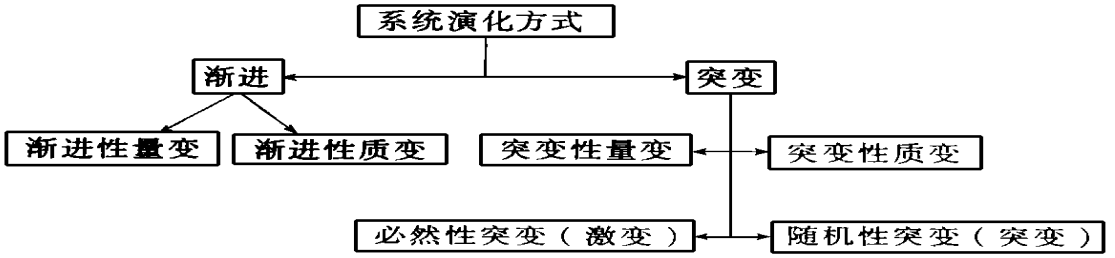 系统演化方式
渐进
突变
渐进性量变
渐进性质变
突变性量变
突变性质变
必然性突变（激变）
随机性突变（突变）